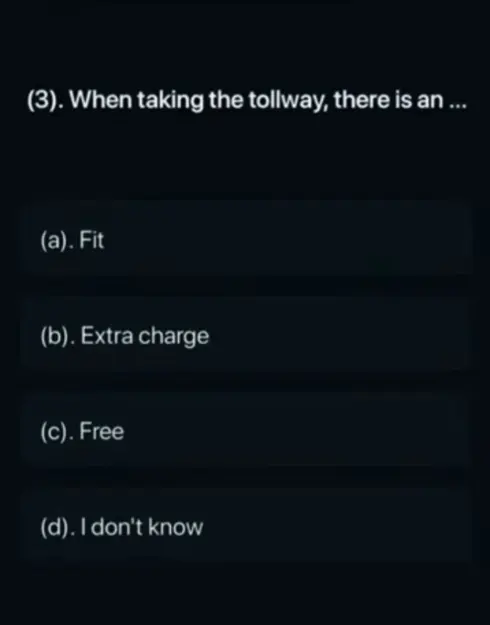 (3). When taking the tollway, there is an ...
(a). Fit
(b). Extra charge
(c). Free
(d). I don't know